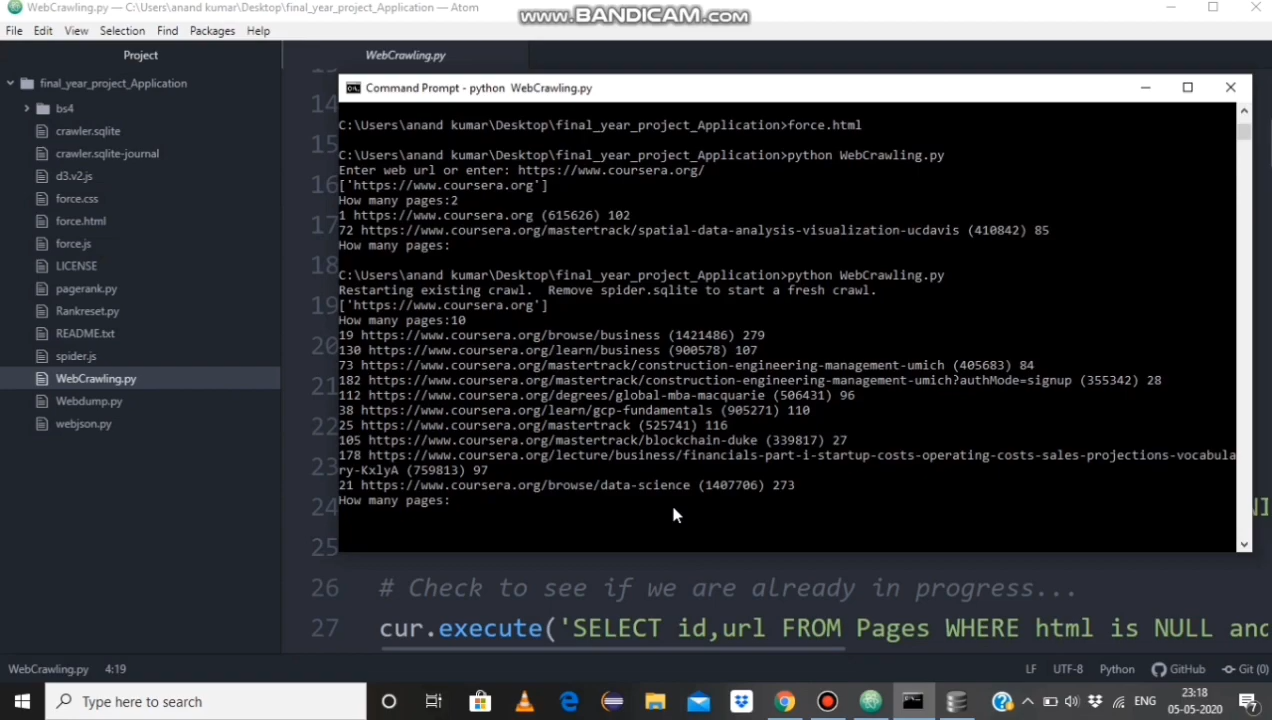 WebCrawling.py — C:\Users\anand kumar\Desktop\final_year_project_Application — Atom
www.BANDICAM.com
File Edit View Selection Find Packages Help
Project
WebCrawling.py
final_year_project_Application
bs4
crawler.sqlite
crawler.sqlite-journal
d3.v2.js
force.css
force.html
force.js
LICENSE
pagerank.py
Rankreset.py
README.txt
spider.js
WebCrawling.py
Webdump.py
webjson.py
Command Prompt - python  WebCrawling.py
C:\Users\anand kumar\Desktop\final_year_project_Application>force.html
C:\Users\anand kumar\Desktop\final_year_project_Application>python WebCrawling.py
Enter web url or enter: https://www.coursera.org/
['https://www.coursera.org']
How many pages:2
1 https://www.coursera.org (615626) 102
72 https://www.coursera.org/mastertrack/spatial-data-analysis-visualization-ucdavis (410842) 85
How many pages:
C:\Users\anand kumar\Desktop\final_year_project_Application>python WebCrawling.py
Restarting existing crawl.  Remove spider.sqlite to start a fresh crawl.
['https://www.coursera.org']
How many pages:10
19 https://www.coursera.org/browse/business (1421486) 279
130 https://www.coursera.org/learn/business (900578) 107
73 https://www.coursera.org/mastertrack/construction-engineering-management-umich (405683) 84
182 https://www.coursera.org/mastertrack/construction-engineering-management-umich?authMode=signup (355342) 28
112 https://www.coursera.org/degrees/global-mba-macquarie (506431) 96
38 https://www.coursera.org/learn/gcp-fundamentals (905271) 110
25 https://www.coursera.org/mastertrack (525741) 116
105 https://www.coursera.org/mastertrack/blockchain-duke (339817) 27
178 https://www.coursera.org/lecture/business/financials-part-i-startup-costs-operating-costs-sales-projections-vocabula
ry-KxlyA (759813) 97
21 https://www.coursera.org/browse/data-science (1407706) 273
How many pages:
14
15
16
17
18
19
20
21
22
23
24 N]
25
26 # Check to see if we are already in progress...
27 cur.execute('SELECT id,url FROM Pages WHERE html is NULL and
WebCrawling.py 4:19
LF UTF-8 Python GitHub Git (0)
Type here to search
ENG
23:18
05-05-2020
7